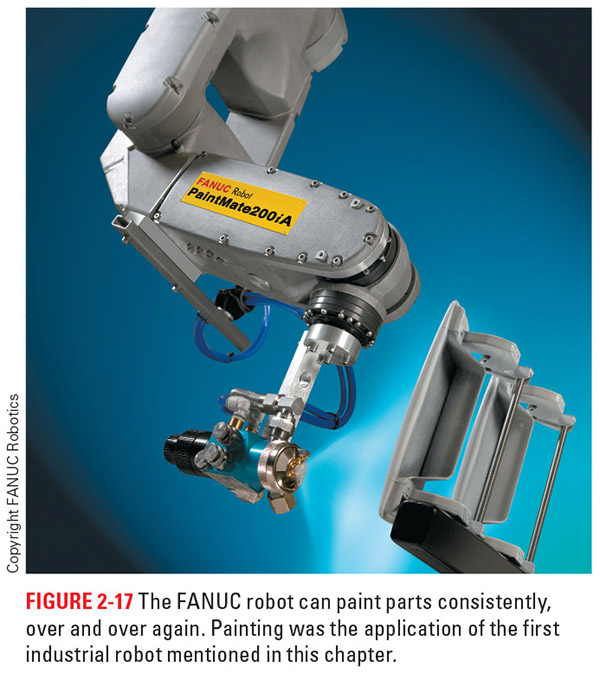 FANUC Robot
PaintMate200iA
Copyright FANUC Robotics
FIGURE 2-17 The FANUC robot can paint parts consistently,
over and over again. Painting was the application of the first
industrial robot mentioned in this chapter.